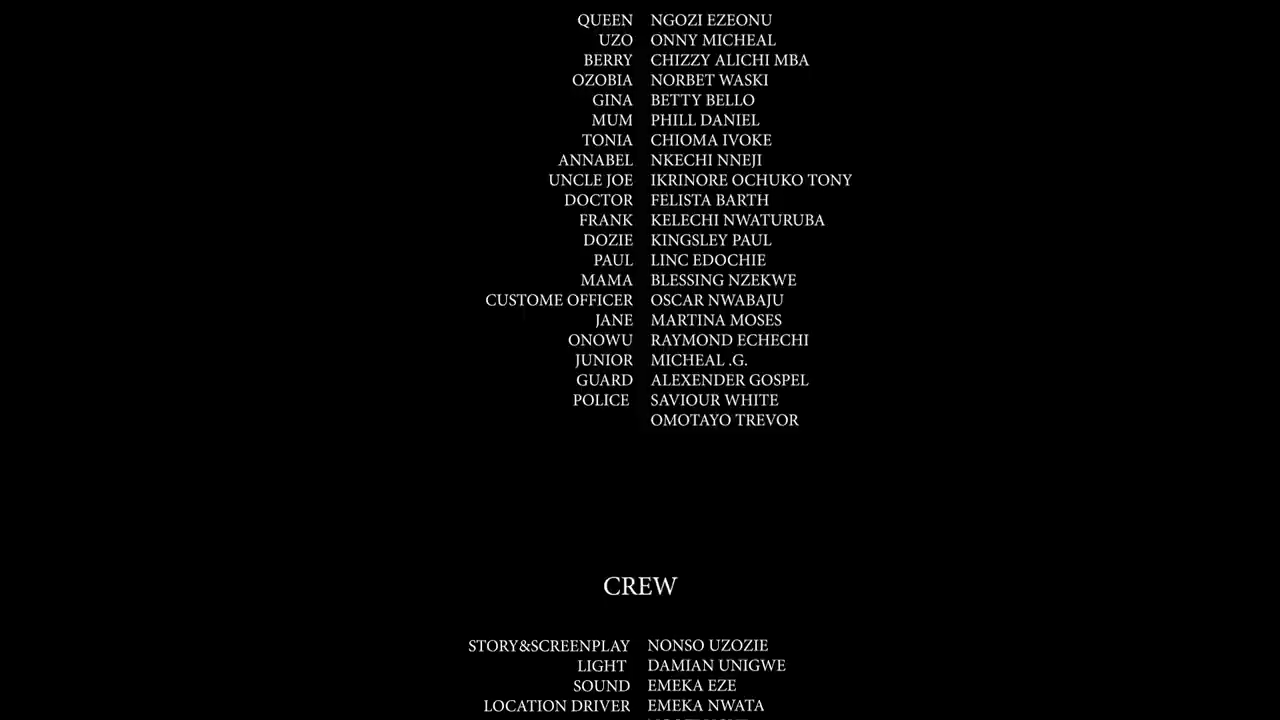 QUEEN NGOZI EZEONU
UZO ONNY MICHEAL
BERRY CHIZZY ALICHI MBA
OZOBIA NORBET WASKI
GINA BETTY BELLO
MUM PHILL DANIEL
TONIA CHIOMA IVOKE
ANNABEL NKECHI NNEJI
UNCLE JOE IKRINORE OCHUKO TONY
DOCTOR FELISTA BARTH
FRANK KELECHI NWATURUBA
DOZIE KINGSLEY PAUL
PAUL LINC EDOCHIE
MAMA BLESSING NZEKWE
CUSTOME OFFICER OSCAR NWABAJU
JANE MARTINA MOSES
ONOWU RAYMOND ECHECHI
JUNIOR MICHEAL .G.
GUARD ALEXENDER GOSPEL
POLICE SAVIOUR WHITE
OMOTAYO TREVOR
CREW
STORY&SCREENPLAY NONSO UZOZIE
LIGHT DAMIAN UNIGWE
SOUND EMEKA EZE
LOCATION DRIVER EMEKA NWATA